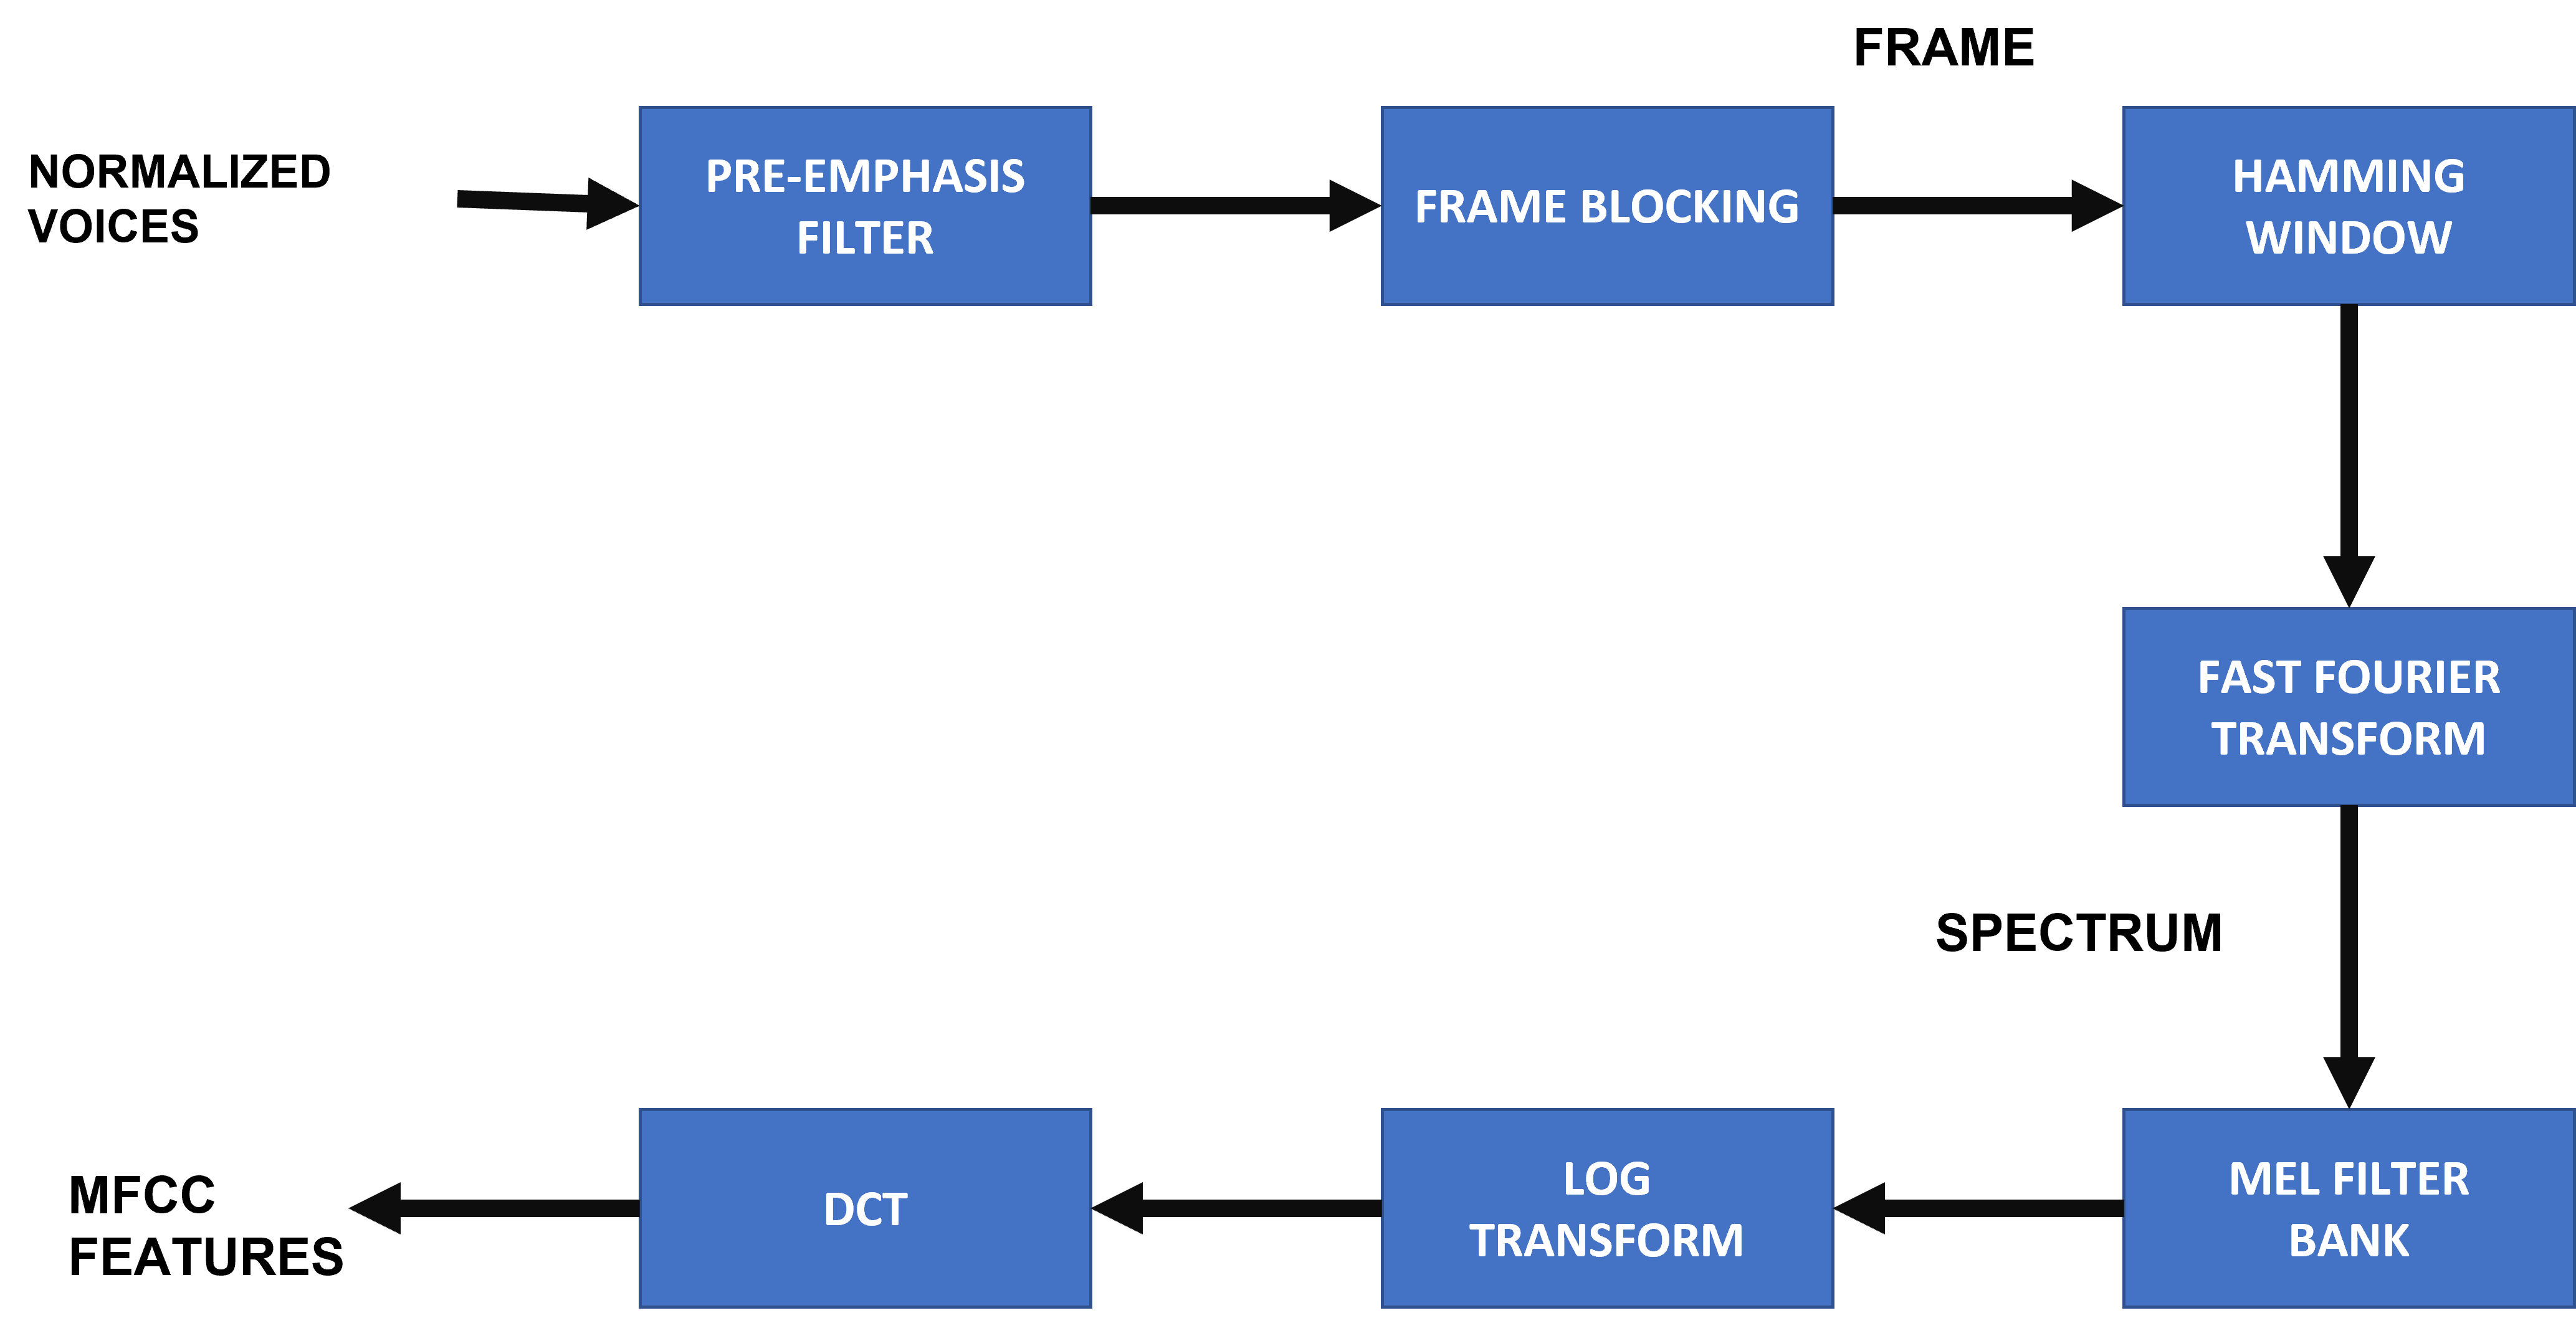 FRAME
NORMALIZED
VOICES
PRE-EMPHASIS
FILTER
FRAME BLOCKING
HAMMING
WINDOW
FAST FOURIER
TRANSFORM
SPECTRUM
MEL FILTER
BANK
LOG
TRANSFORM
DCT
MFCC
FEATURES